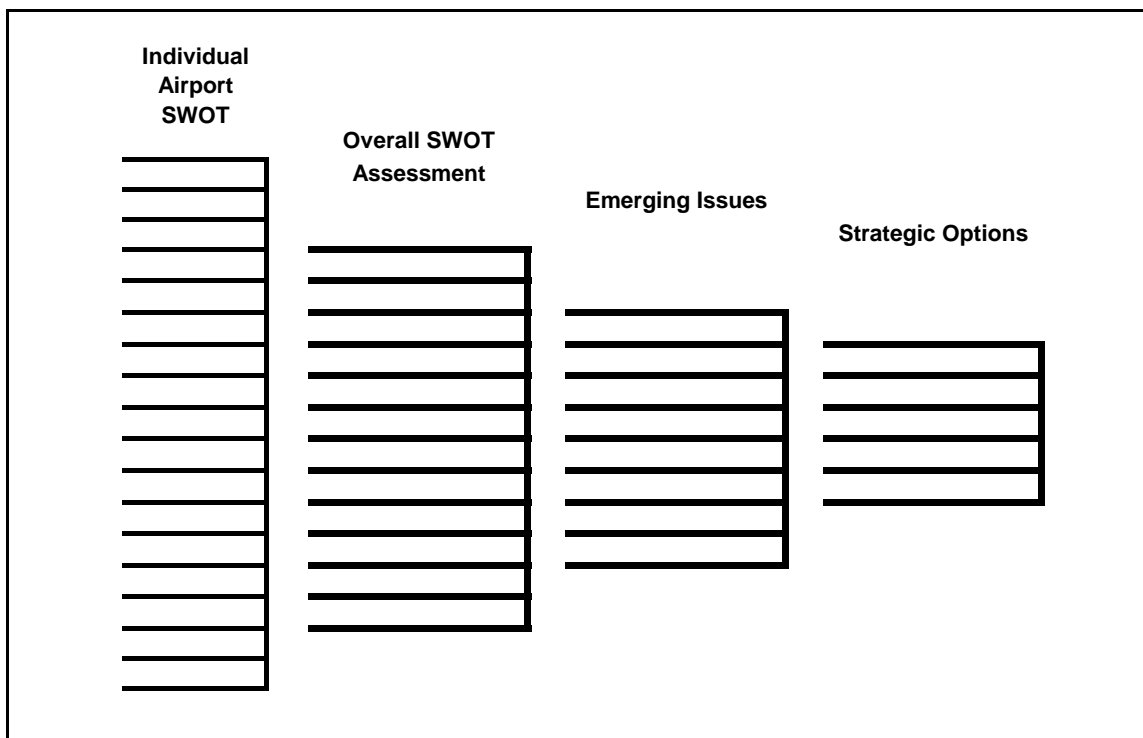 Individual
Airport
SWOT
Overall SWOT
Assessment
Emerging Issues
Strategic Options